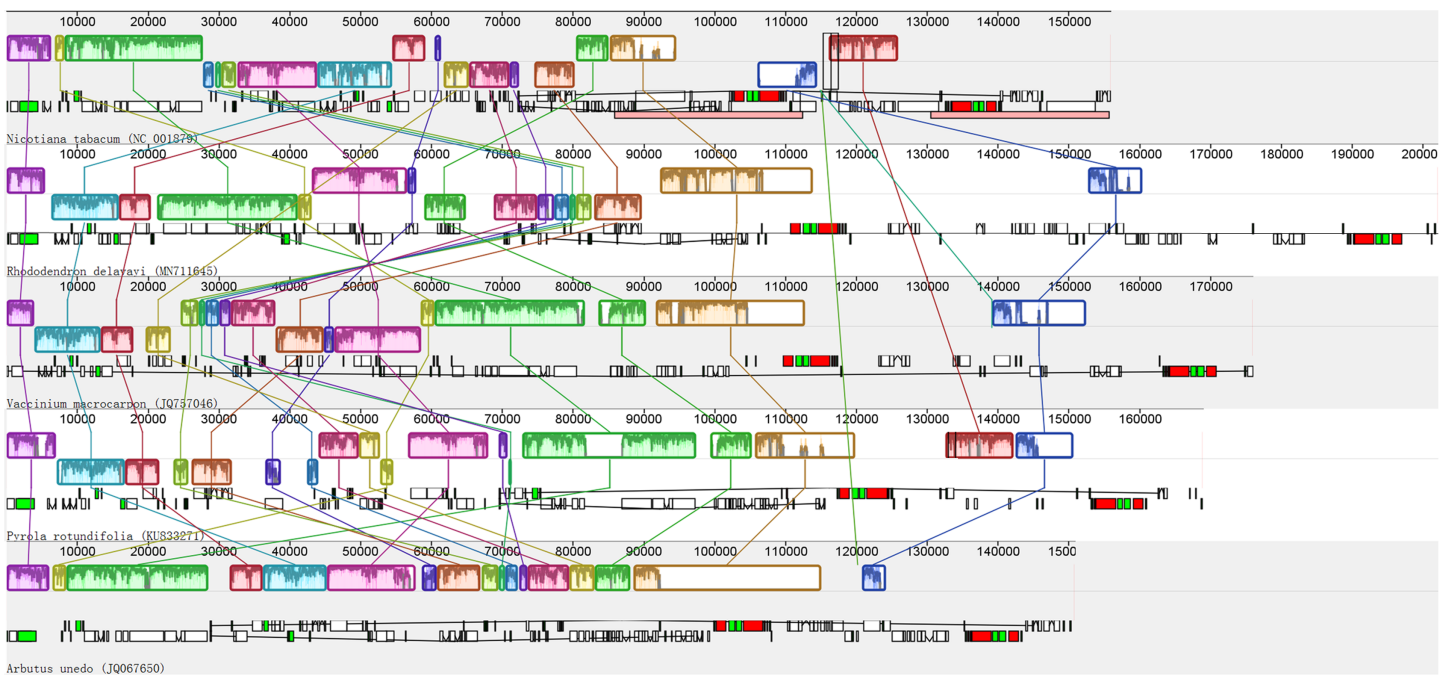 10000 20000 30000 40000 50000 60000 70000 80000 90000 100000 110000 120000 130000 140000 150000
Nicotiana tabacum (NC_001879)
10000 20000 30000 40000 50000 60000 70000 80000 90000 100000 110000 120000 130000 140000 150000 160000 170000 180000 190000 200000
Rhododendron delavayi (MN711645)
10000 20000 30000 40000 50000 60000 70000 80000 90000 100000 110000 120000 130000 140000 150000 160000 170000
Vaccinium macrocarpon (JQ757046)
10000 20000 30000 40000 50000 60000 70000 80000 90000 100000 110000 120000 130000 140000 150000 160000
Pyrola rotundifolia (KU833271)
10000 20000 30000 40000 50000 60000 70000 80000 90000 100000 110000 120000 130000 140000 150000
Arbutus unedo (JQ067650)